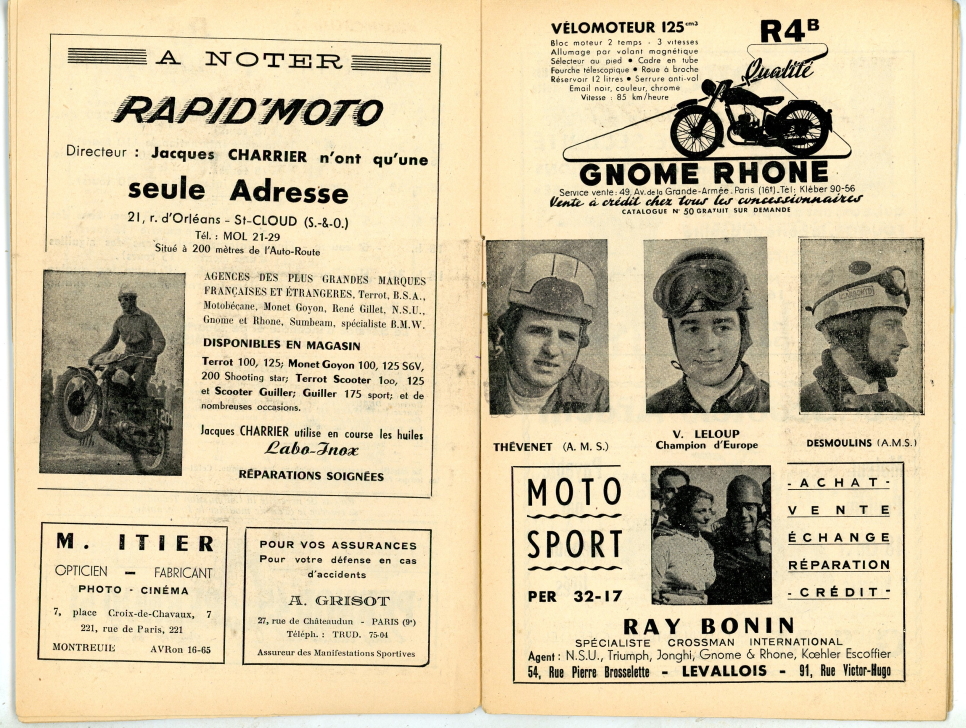 A NOTER
RAPID'MOTO
Directeur : Jacques CHARRIER n'ont qu'une
seule Adresse
21, r. d'Orléans - St-CLOUD (S.-&-O.)
Tél. : MOL 21-29
Situé à 200 mètres de l'Auto-Route
AGENCES DES PLUS GRANDES MARQUES
FRANÇAISES ET ÉTRANGERES, Terrot, B.S.A.,
Motobécane, Monet Goyon, René Gillet, N.S.U.,
Gnome et Rhone, Sumbeam, spécialiste B.M.W.
DISPONIBLES EN MAGASIN
Terrot 100, 125; Monet Goyon 100, 125 S6V,
200 Shooting star; Terrot Scooter 1oo, 125
et Scooter Guiller; Guiller 175 sport; et de
nombreuses occasions.
Jacques CHARRIER utilise en course les huiles
Labo-Inox
RÉPARATIONS SOIGNÉES
M. ITIER
OPTICIEN — FABRICANT
PHOTO - CINÉMA
7, place Croix-de-Chavaux, 7
221, rue de Paris, 221
MONTREUIL AVRon 16-65
POUR VOS ASSURANCES
Pour votre défense en cas
d'accidents
A. GRISOT
27, rue de Châteaudun - PARIS (9e)
Téléph. : TRUD. 75-04
Assureur des Manifestations Sportives
VÉLOMOTEUR 125 cm3
Bloc moteur 2 temps - 3 vitesses
Allumage par volant magnétique
Sélecteur au pied • Cadre en tube
Fourche télescopique • Roue à broche
Réservoir 12 litres • Serrure anti-vol
Email noir, couleur, chrome
Vitesse : 85 km/heure
R4B
Qualité
GNOME RHONE
Service vente: 49, Av. de la Grande-Armée. Paris (16e). Tél: Kléber 90-56
Vente à crédit chez tous les concessionnaires
CATALOGUE N° 50 GRATUIT SUR DEMANDE
THÉVENET (A. M. S.)
V. LELOUP
Champion d'Europe
DESMOULINS (A.M.S.)
MOTO
SPORT
PER 32-17
- ACHAT -
VENTE
ÉCHANGE
RÉPARATION
- CRÉDIT -
RAY BONIN
SPÉCIALISTE CROSSMAN INTERNATIONAL
Agent : N.S.U., Triumph, Jonghi, Gnome & Rhone, Kœhler Escoffier
54, Rue Pierre Brosselette - LEVALLOIS - 91, Rue Victor-Hugo